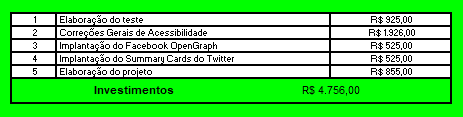 1 Elaboração do teste R$ 925,00
2 Correções Gerais de Acessibilidade R$ 1.926,00
3 Implantação do Facebook OpenGraph R$ 525,00
4 Implantação do Summary Cards do Twitter R$ 525,00
5 Elaboração do projeto R$ 855,00
Investimentos R$ 4.756,00